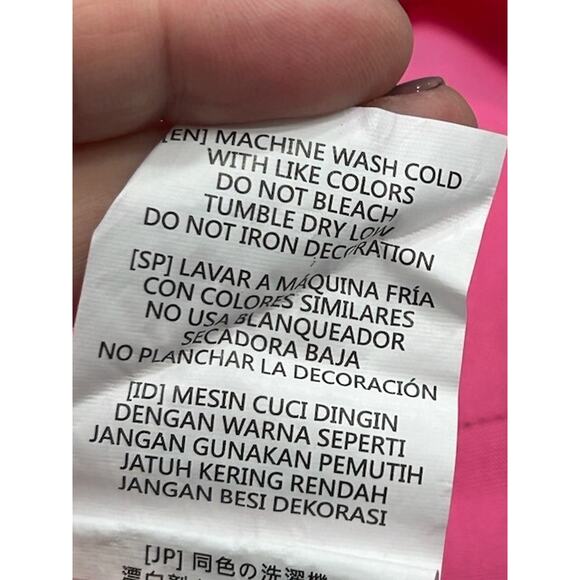 [EN] MACHINE WASH COLD
WITH LIKE COLORS
DO NOT BLEACH
TUMBLE DRY LOW
DO NOT IRON DECORATION
[SP] LAVAR A MÁQUINA FRÍA
CON COLORES SIMILARES
NO USA BLANQUEADOR
SECADORA BAJA
NO PLANCHAR LA DECORACIÓN
[ID] MESIN CUCI DINGIN
DENGAN WARNA SEPERTI
JANGAN GUNAKAN PEMUTIH
JATUH KERING RENDAH
JANGAN BESI DEKORASI
[JP] 同色の洗濯機